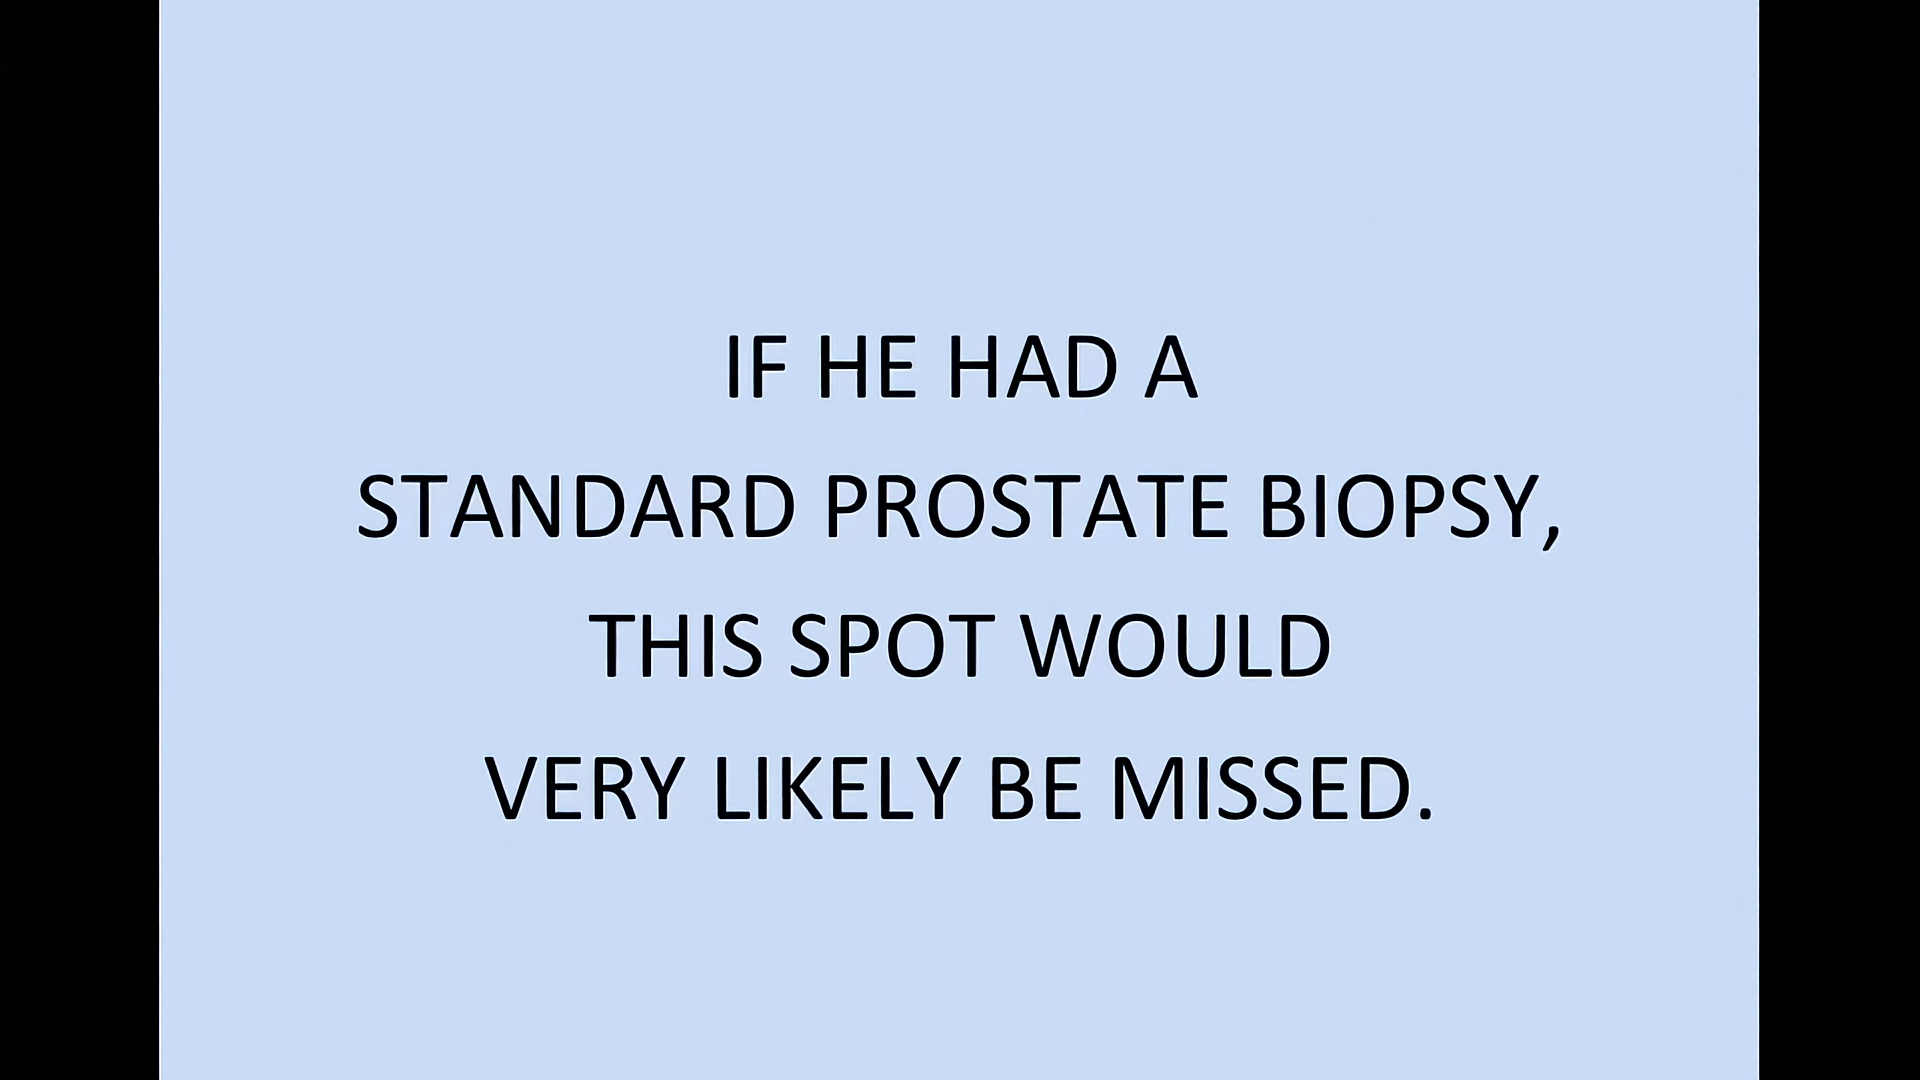 IF HE HAD A
STANDARD PROSTATE BIOPSY,
THIS SPOT WOULD
VERY LIKELY BE MISSED.